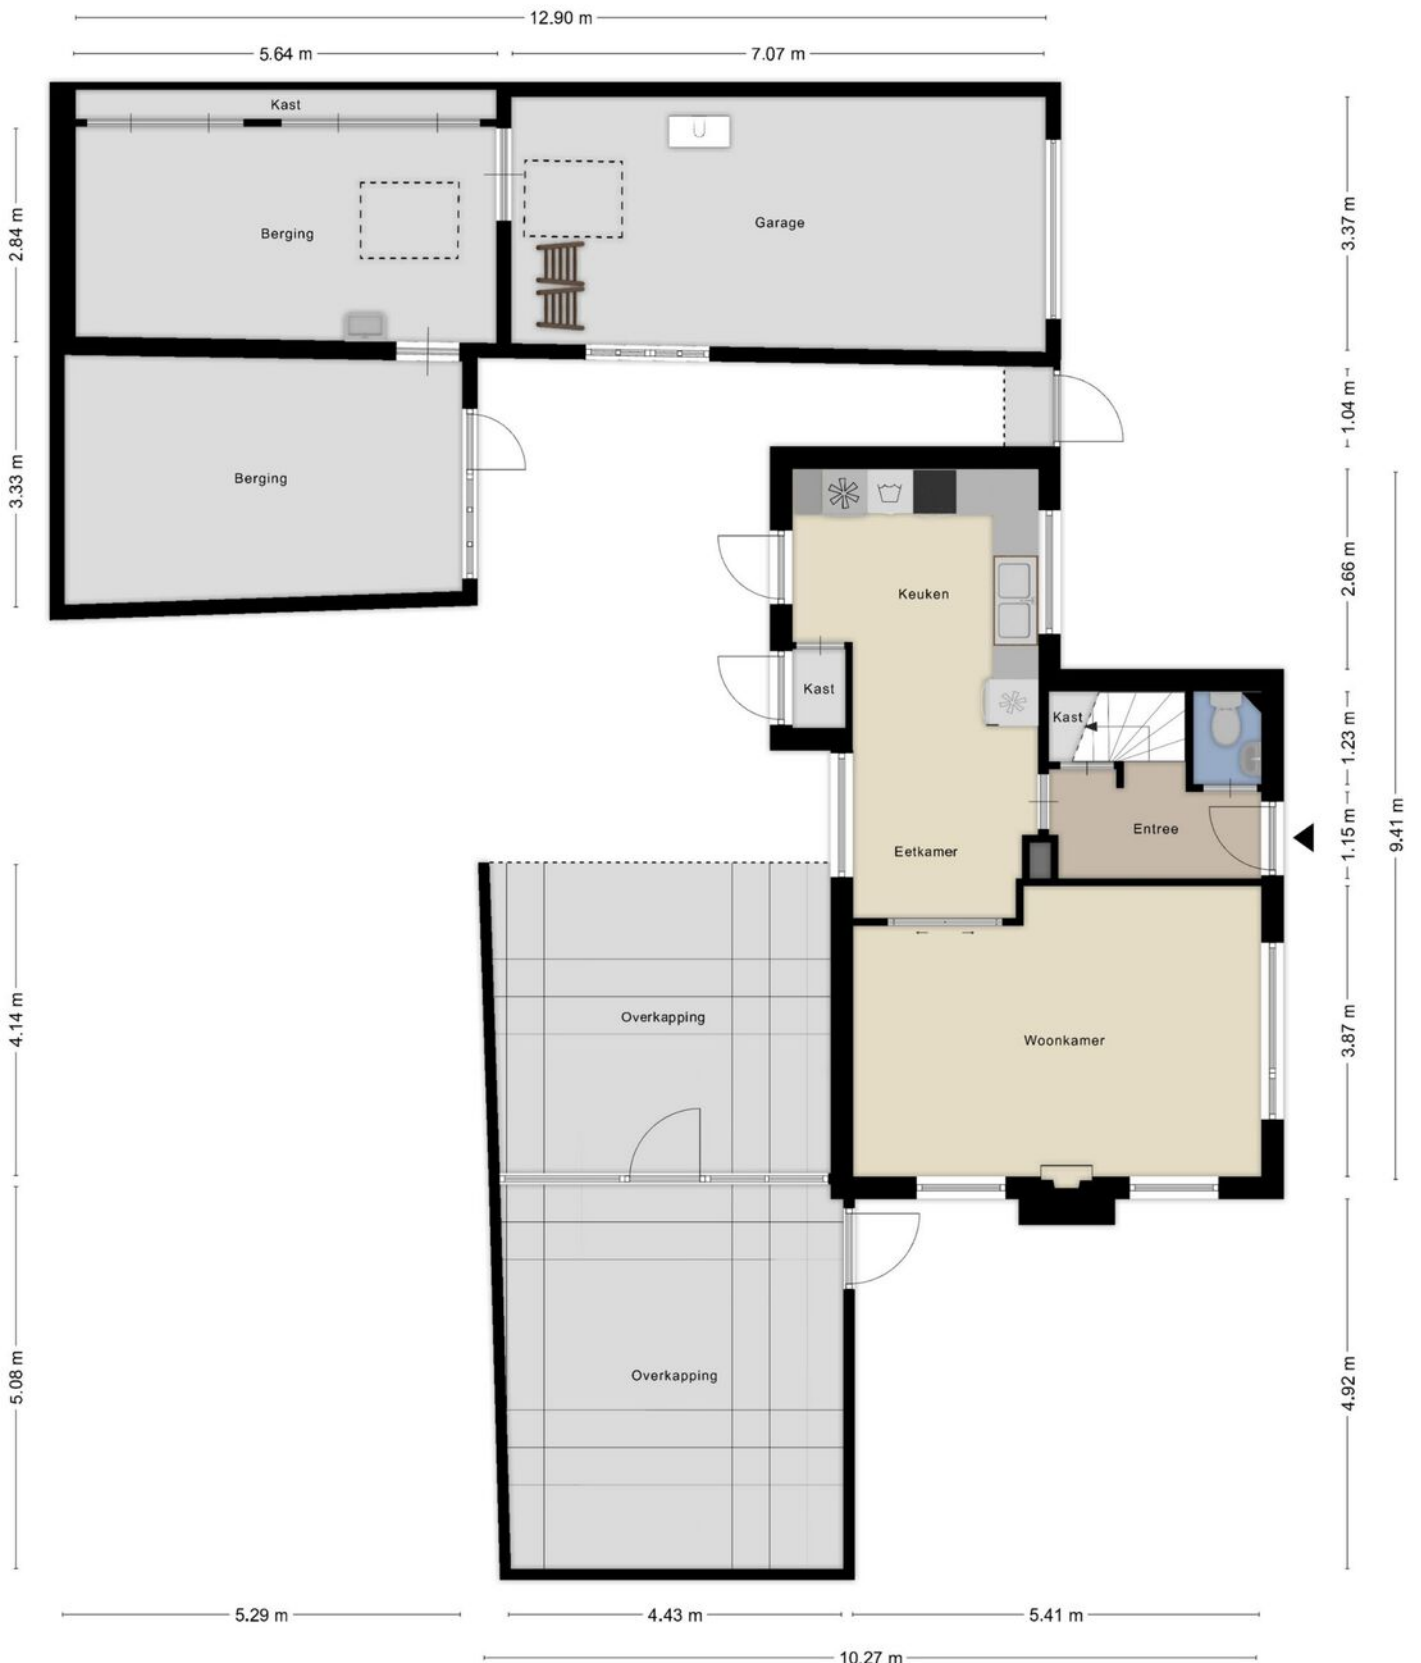 12.90 m
5.64 m
7.07 m
Kast
Berging
Garage
2.84 m
3.37 m
1.04 m
Berging
3.33 m
Keuken
2.66 m
Kast
Kast
1.23 m
Entree
1.15 m
9.41 m
Eetkamer
Overkapping
4.14 m
Woonkamer
3.87 m
Overkapping
5.08 m
4.92 m
5.29 m
4.43 m
5.41 m
10.27 m